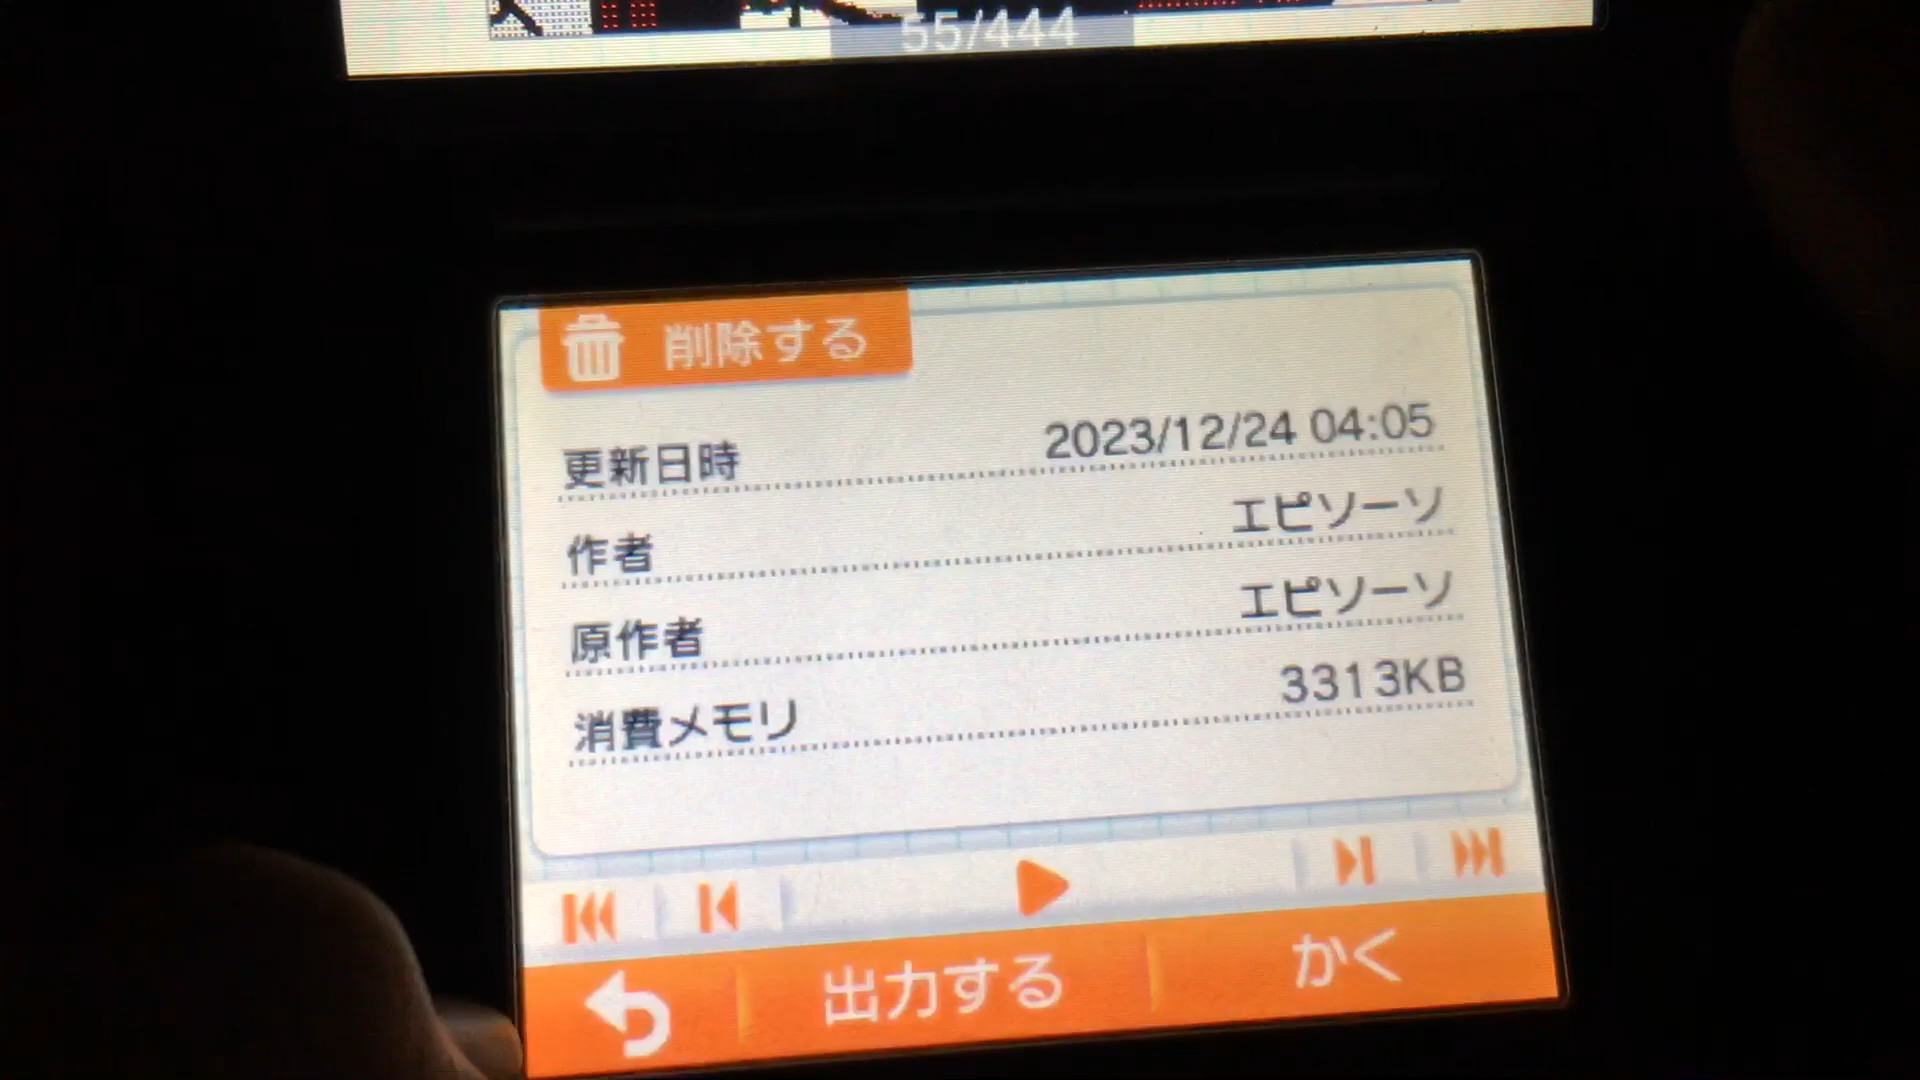 55/444
削除する
更新日時 2023/12/24 04:05
作者 エピソーソ
原作者 エピソーソ
消費メモリ 3313KB
出力する かく